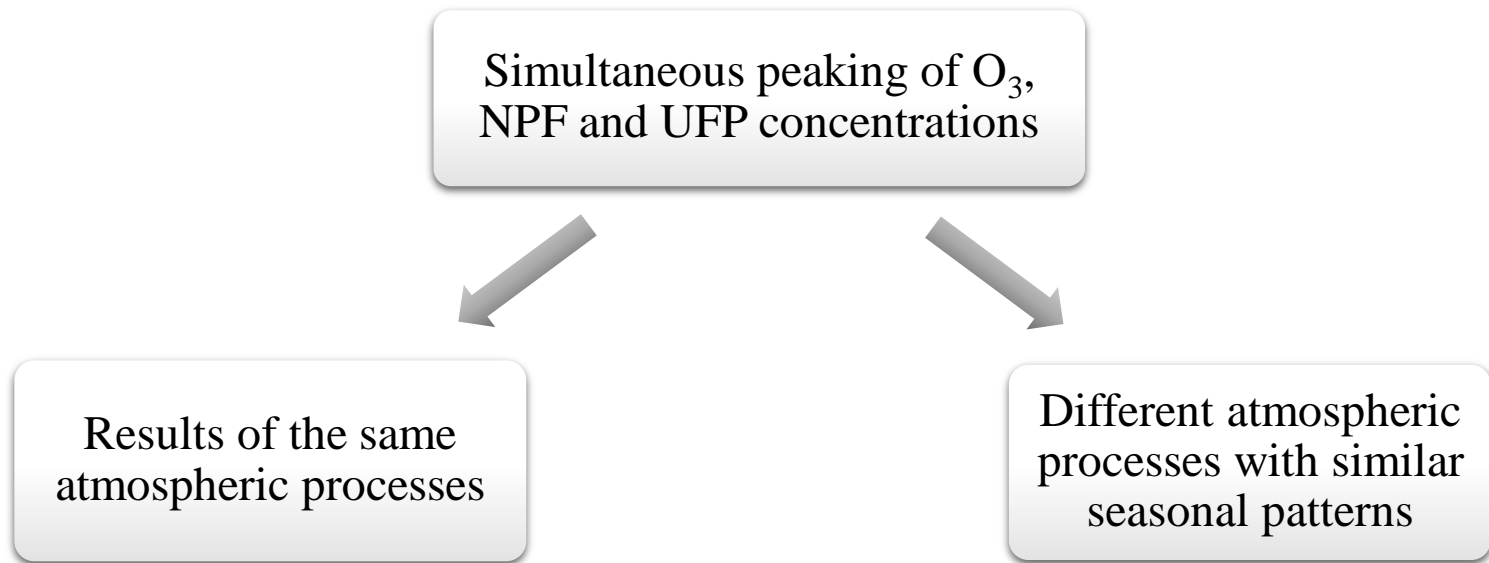 Simultaneous peaking of O₃,
NPF and UFP concentrations
Results of the same
atmospheric processes
Different atmospheric
processes with similar
seasonal patterns